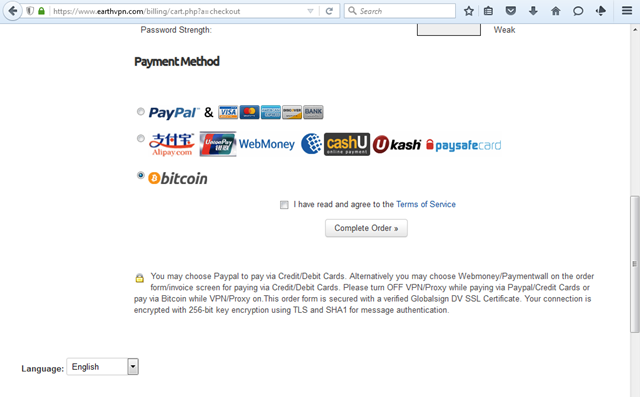 https://www.earthvpn.com/billing/cart.php?a=checkout
Search
Password Strength: Weak
Payment Method
PayPal & VISA MasterCard BANK
支付宝 Alipay.com UnionPay 银联 WebMoney cashU online payment Ukash paysafecard
bitcoin
I have read and agree to the Terms of Service
Complete Order »
You may choose Paypal to pay via Credit/Debit Cards. Alternatively you may choose Webmoney/Paymentwall on the order
form/invoice screen for paying via Credit/Debit Cards. Please turn OFF VPN/Proxy while paying via Paypal/Credit Cards or
pay via Bitcoin while VPN/Proxy on.This order form is secured with a verified Globalsign DV SSL Certificate. Your connection is
encrypted with 256-bit key encryption using TLS and SHA1 for message authentication.
Language: English